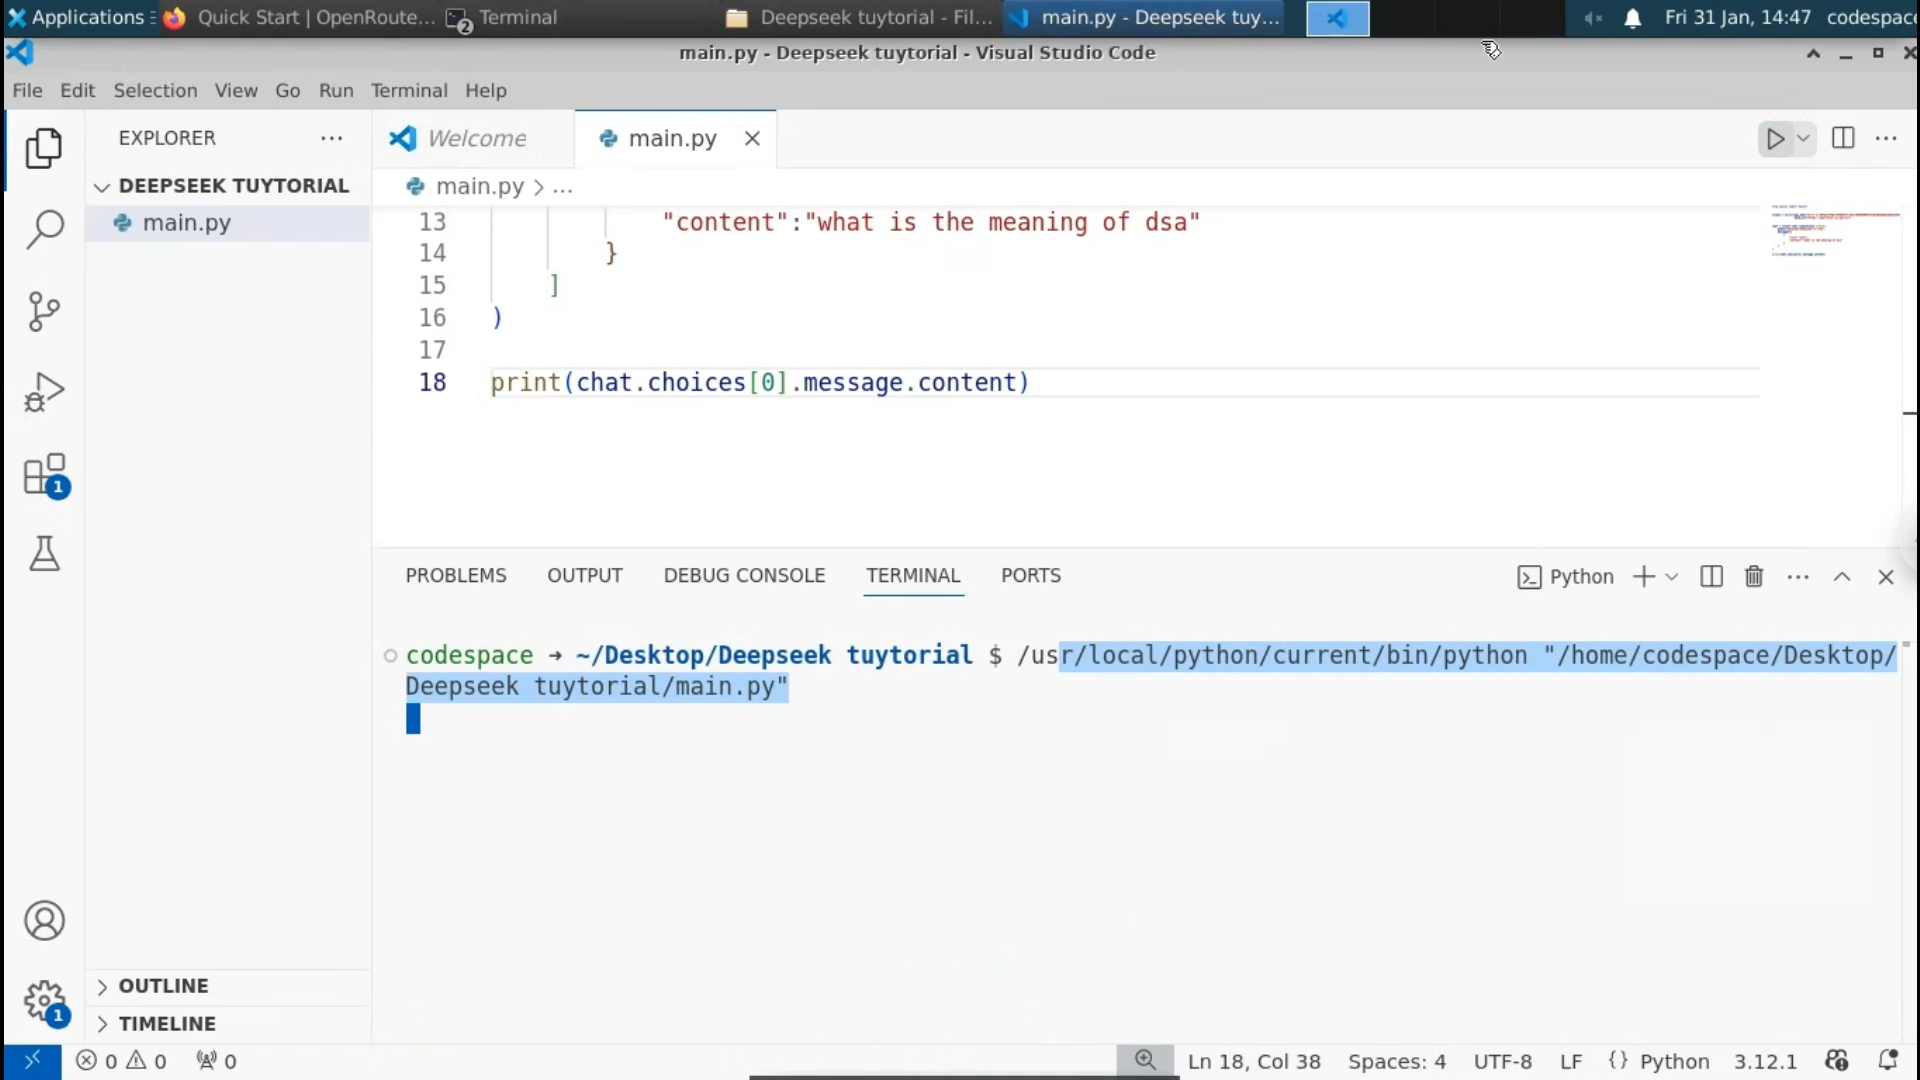 Applications
Quick Start | OpenRoute...
2
Terminal
Deepseek tuytorial - Fil...
main.py - Deepseek tuy...
Fri 31 Jan, 14:47
codespace
main.py - Deepseek tuytorial - Visual Studio Code
File Edit Selection View Go Run Terminal Help
EXPLORER
Welcome
main.py
DEEPSEEK TUYTORIAL
main.py > ...
main.py
13 "content":"what is the meaning of dsa"
14 }
15 ]
16 )
17
18 print(chat.choices[0].message.content)
1
PROBLEMS OUTPUT DEBUG CONSOLE TERMINAL PORTS
Python
codespace → ~/Desktop/Deepseek tuytorial $ /usr/local/python/current/bin/python "/home/codespace/Desktop/
Deepseek tuytorial/main.py"
OUTLINE
1
TIMELINE
0 0 0
Ln 18, Col 38 Spaces: 4 UTF-8 LF {} Python 3.12.1